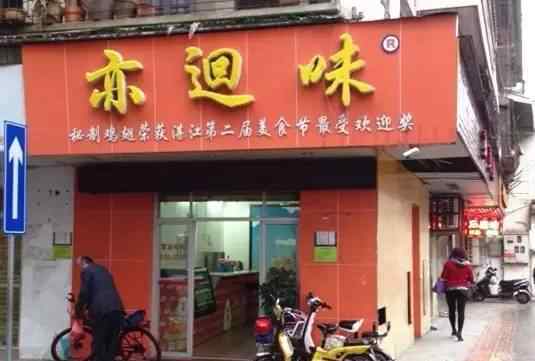 亦迴味
®
秘制鸡翅荣获湛江第二届美食节最受欢迎奖